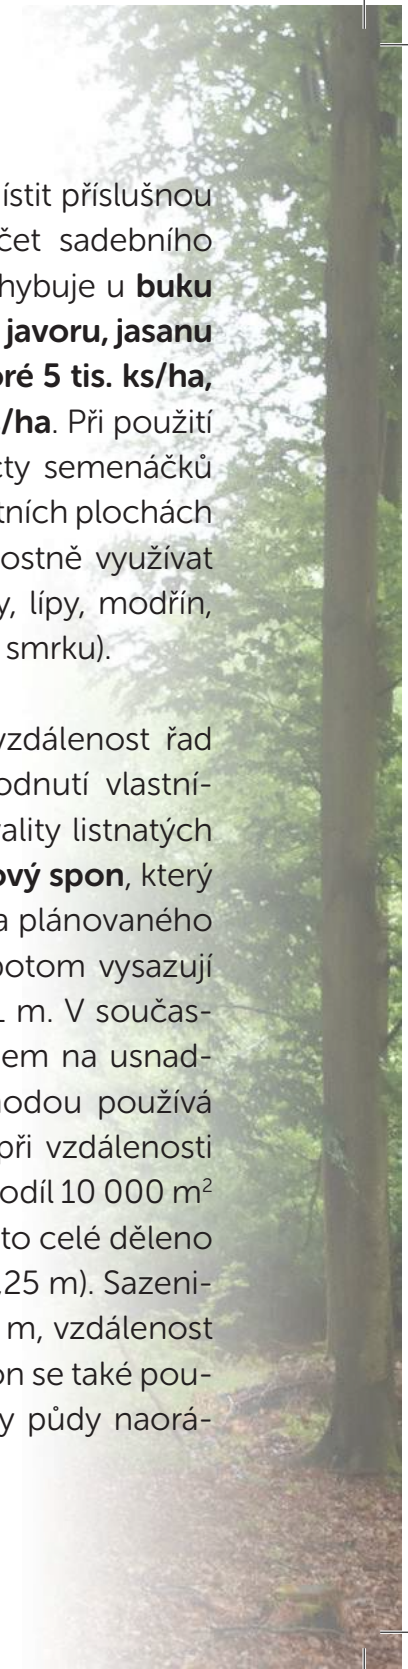 ístit příslušnou
čet sadebního
hybuje u buku
javoru, jasanu
oré 5 tis. ks/ha,
/ha. Při použití
cty semenáčků
tních plochách
ostně využívat
y, lípy, modřín,
smrku).
vzdálenost řad
odnutí vlastní-
ality listnatých
ový spon, který
a plánovaného
potom vysazují
1 m. V součas-
em na usnad-
hodou používá
při vzdálenosti
odíl 10 000 m²
to celé děleno
,25 m). Sazeni-
m, vzdálenost
on se také pou-
y půdy naorá-